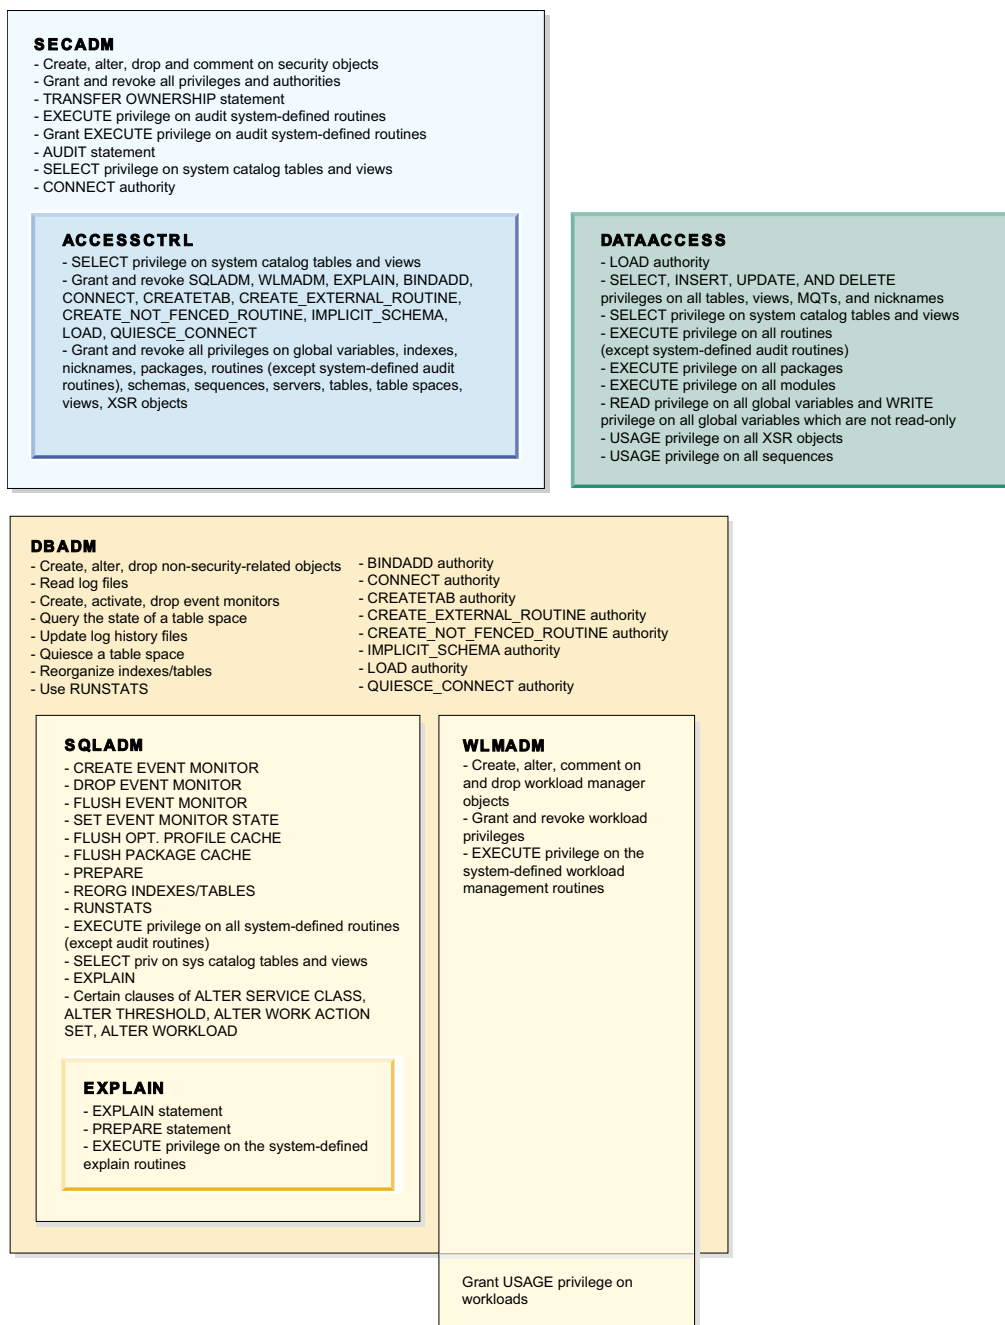 SECADM
- Create, alter, drop and comment on security objects
- Grant and revoke all privileges and authorities
- TRANSFER OWNERSHIP statement
- EXECUTE privilege on audit system-defined routines
- Grant EXECUTE privilege on audit system-defined routines
- AUDIT statement
- SELECT privilege on system catalog tables and views
- CONNECT authority
ACCESSCTRL
- SELECT privilege on system catalog tables and views
- Grant and revoke SQLADM, WLMADM, EXPLAIN, BINDADD,
CONNECT, CREATETAB, CREATE_EXTERNAL_ROUTINE,
CREATE_NOT_FENCED_ROUTINE, IMPLICIT_SCHEMA,
LOAD, QUIESCE_CONNECT
- Grant and revoke all privileges on global variables, indexes,
nicknames, packages, routines (except system-defined audit
routines), schemas, sequences, servers, tables, table spaces,
views, XSR objects
DATAACCESS
- LOAD authority
- SELECT, INSERT, UPDATE, AND DELETE
privileges on all tables, views, MQTs, and nicknames
- SELECT privilege on system catalog tables and views
- EXECUTE privilege on all routines
(except system-defined audit routines)
- EXECUTE privilege on all packages
- EXECUTE privilege on all modules
- READ privilege on all global variables and WRITE
privilege on all global variables which are not read-only
- USAGE privilege on all XSR objects
- USAGE privilege on all sequences
DBADM
- Create, alter, drop non-security-related objects
- Read log files
- Create, activate, drop event monitors
- Query the state of a table space
- Update log history files
- Quiesce a table space
- Reorganize indexes/tables
- Use RUNSTATS
- BINDADD authority
- CONNECT authority
- CREATETAB authority
- CREATE_EXTERNAL_ROUTINE authority
- CREATE_NOT_FENCED_ROUTINE authority
- IMPLICIT_SCHEMA authority
- LOAD authority
- QUIESCE_CONNECT authority
SQLADM
- CREATE EVENT MONITOR
- DROP EVENT MONITOR
- FLUSH EVENT MONITOR
- SET EVENT MONITOR STATE
- FLUSH OPT. PROFILE CACHE
- FLUSH PACKAGE CACHE
- PREPARE
- REORG INDEXES/TABLES
- RUNSTATS
- EXECUTE privilege on all system-defined routines
(except audit routines)
- SELECT priv on sys catalog tables and views
- EXPLAIN
- Certain clauses of ALTER SERVICE CLASS,
ALTER THRESHOLD, ALTER WORK ACTION
SET, ALTER WORKLOAD
EXPLAIN
- EXPLAIN statement
- PREPARE statement
- EXECUTE privilege on the system-defined
explain routines
WLMADM
- Create, alter, comment on
and drop workload manager
objects
- Grant and revoke workload
privileges
- EXECUTE privilege on the
system-defined workload
management routines
Grant USAGE privilege on
workloads